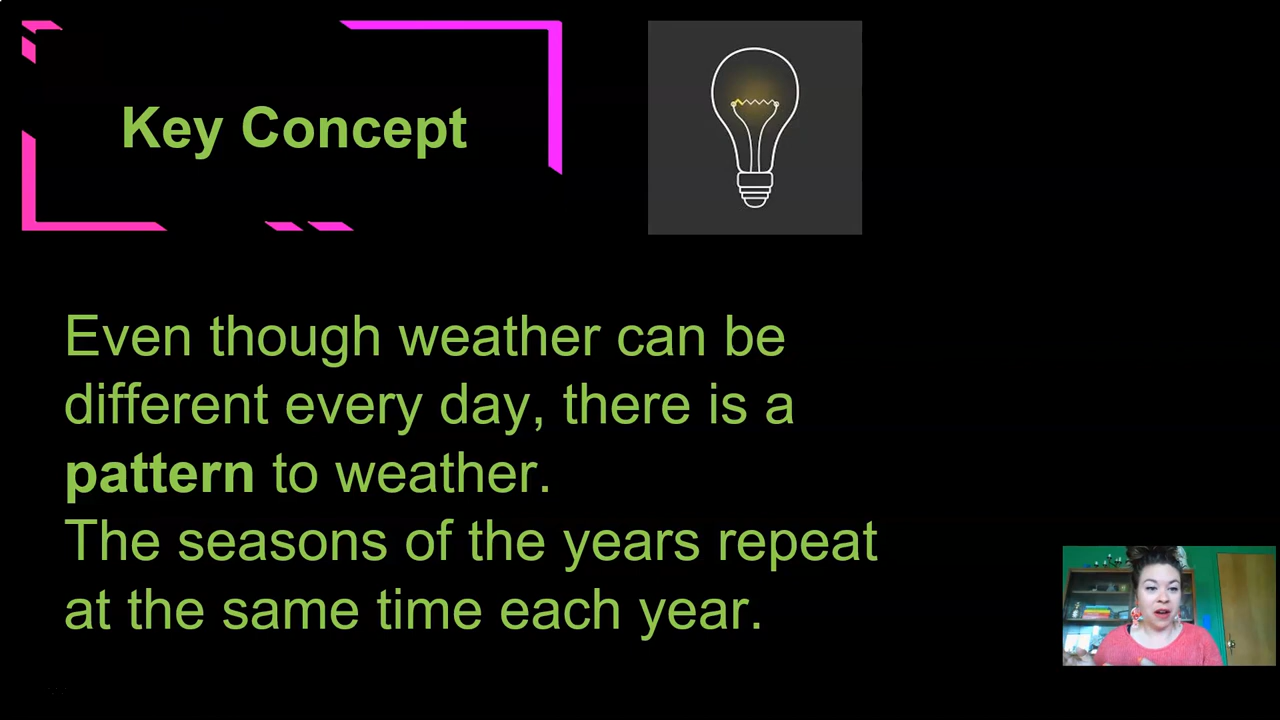 Key Concept
Even though weather can be
different every day, there is a
pattern to weather.
The seasons of the years repeat
at the same time each year.